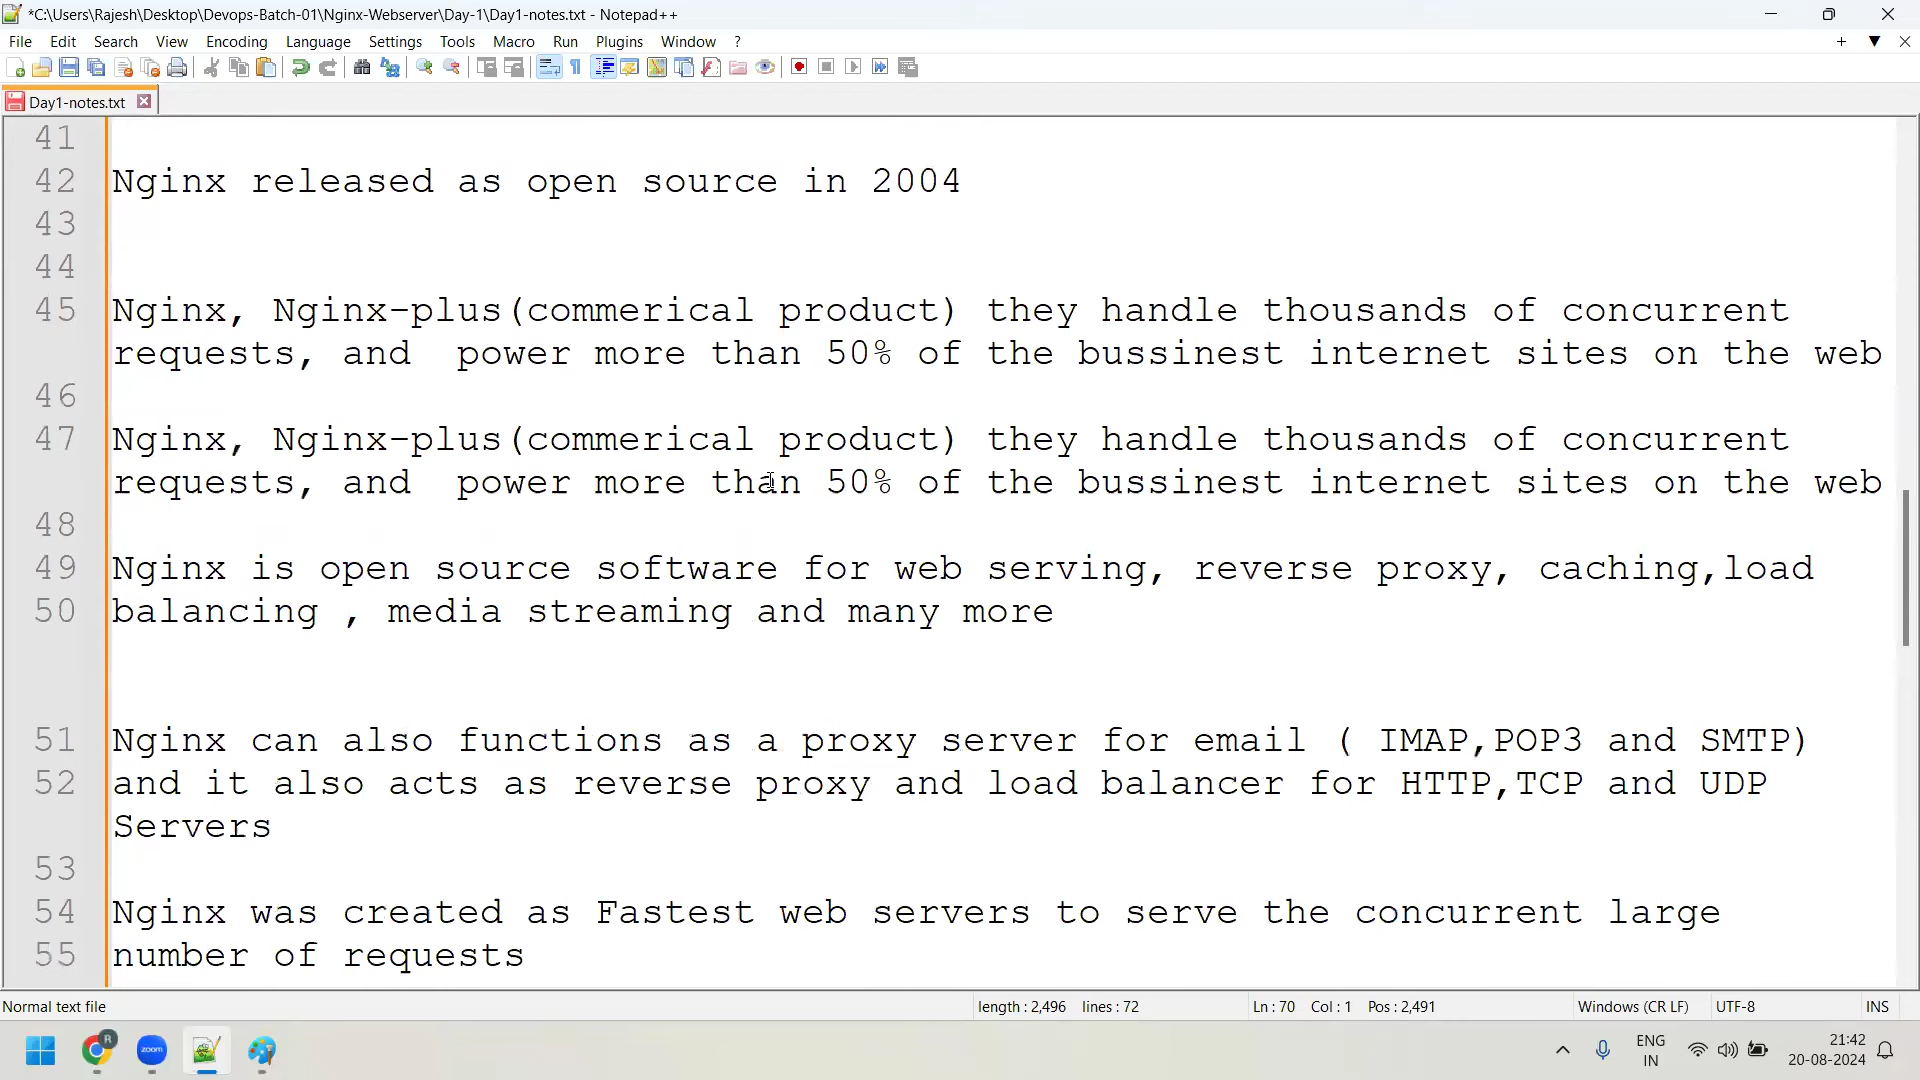 *C:\Users\Rajesh\Desktop\Devops-Batch-01\Nginx-Webserver\Day-1\Day1-notes.txt - Notepad++
File Edit Search View Encoding Language Settings Tools Macro Run Plugins Window ?
Day1-notes.txt
41
42 Nginx released as open source in 2004
43
44
45 Nginx, Nginx-plus(commerical product) they handle thousands of concurrent
requests, and  power more than 50% of the bussinest internet sites on the web
46
47 Nginx, Nginx-plus(commerical product) they handle thousands of concurrent
requests, and  power more than 50% of the bussinest internet sites on the web
48
49 Nginx is open source software for web serving, reverse proxy, caching,load
50 balancing , media streaming and many more
51 Nginx can also functions as a proxy server for email ( IMAP,POP3 and SMTP)
52 and it also acts as reverse proxy and load balancer for HTTP,TCP and UDP
Servers
53
54 Nginx was created as Fastest web servers to serve the concurrent large
55 number of requests
Normal text file length : 2,496 lines : 72 Ln : 70 Col : 1 Pos : 2,491 Windows (CR LF) UTF-8 INS
zoom
ENG
IN
21:42
20-08-2024